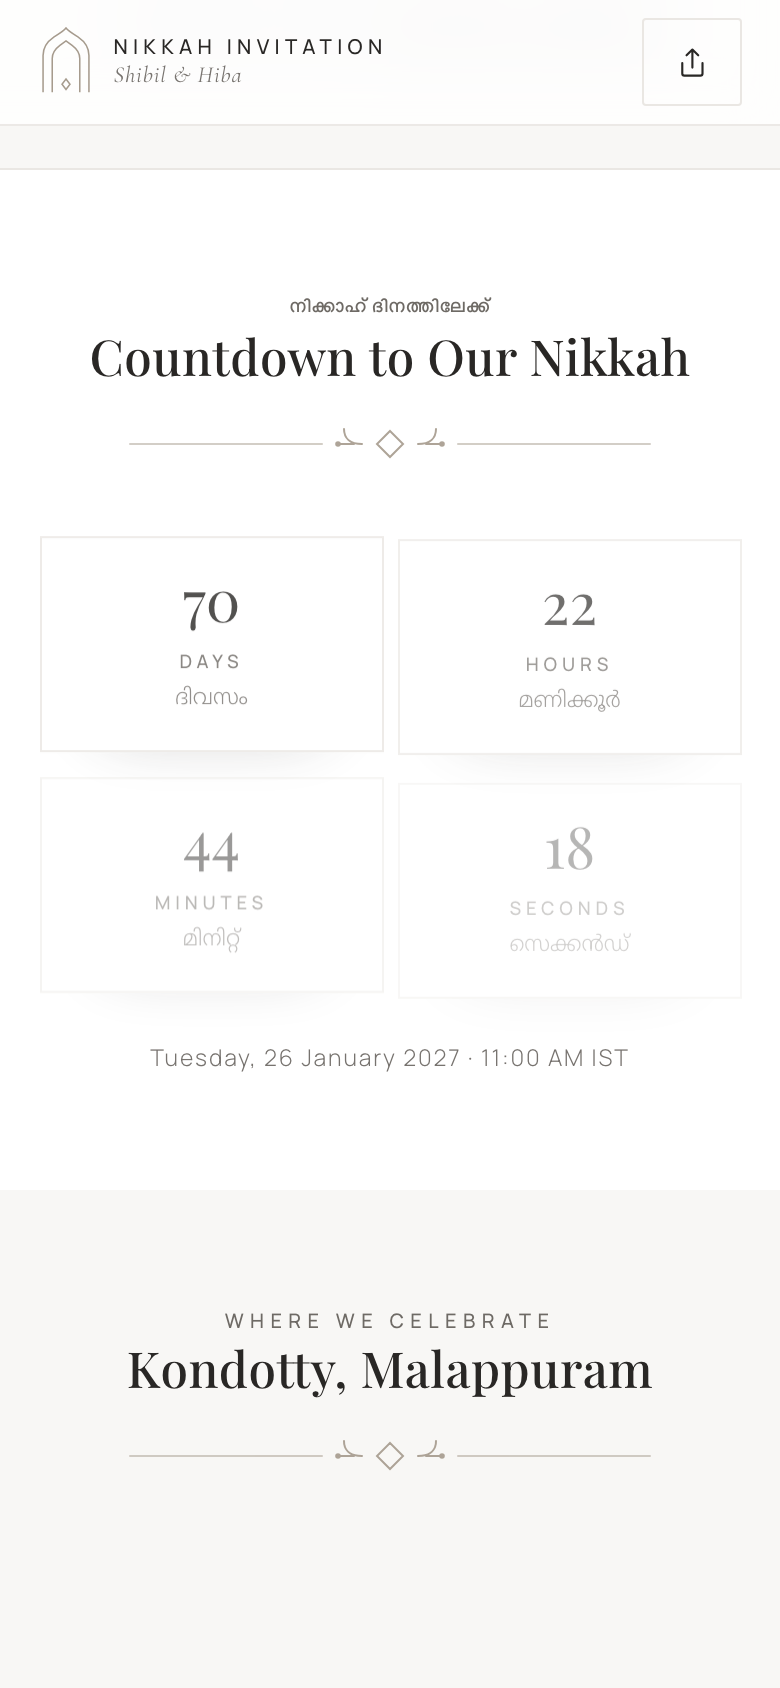 NIKKAH INVITATION
Shibil & Hiba
നിക്കാഹ് ദിനത്തിലേക്ക്
Countdown to Our Nikkah
70
DAYS
ദിവസം
22
HOURS
മണിക്കൂർ
44
MINUTES
മിനിറ്റ്
18
SECONDS
സെക്കൻഡ്
Tuesday, 26 January 2027 · 11:00 AM IST
WHERE WE CELEBRATE
Kondotty, Malappuram